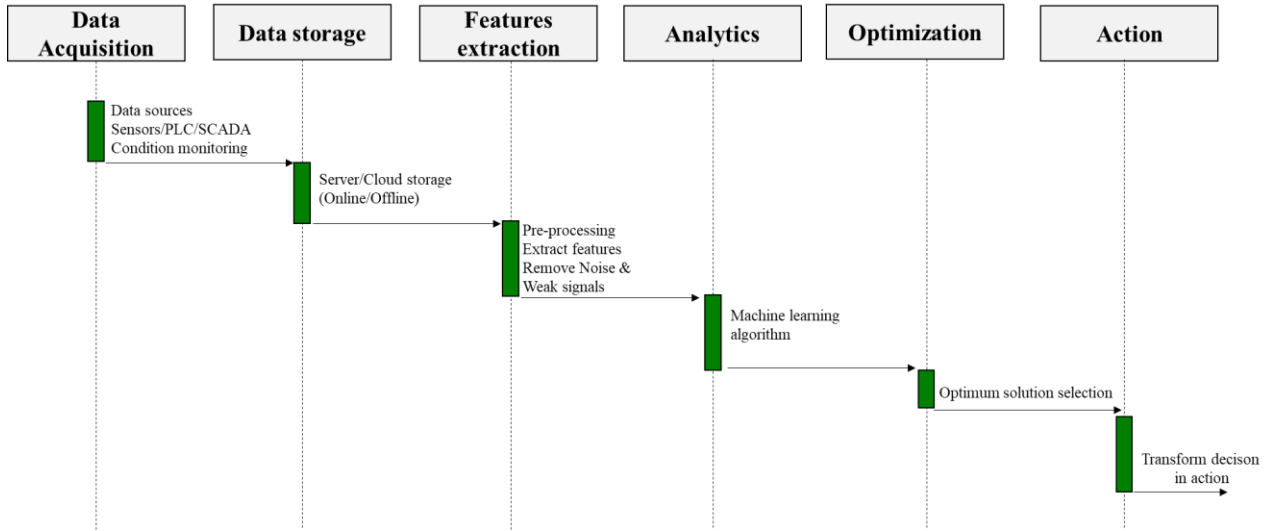 Data
Acquisition
Data storage
Features
extraction
Analytics
Optimization
Action
Data sources
Sensors/PLC/SCADA
Condition monitoring
Server/Cloud storage
(Online/Offline)
Pre-processing
Extract features
Remove Noise &
Weak signals
Machine learning
algorithm
Optimum solution selection
Transform decison
in action